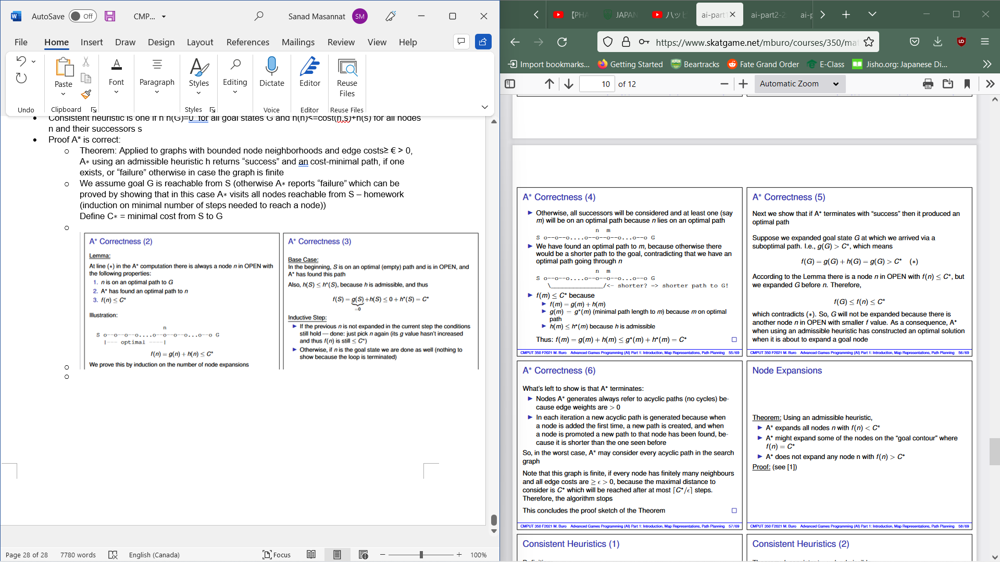 AutoSave Off CMP... Sanad Masannat SM
File Home Insert Draw Design Layout References Mailings Review View Help
Paste Font Paragraph Styles Editing Dictate Editor Reuse Files
Undo Clipboard Styles Voice Editor Reuse Files
Consistent heuristic is one if h h(G)=0 for all goal states G and h(n)<=cost(n,s)+h(s) for all nodes
n and their successors s
Proof A* is correct:
Theorem: Applied to graphs with bounded node neighborhoods and edge costs≥ € > 0,
A∗ using an admissible heuristic h returns “success” and an cost-minimal path, if one
exists, or “failure” otherwise in case the graph is finite
We assume goal G is reachable from S (otherwise A∗ reports “failure” which can be
proved by showing that in this case A∗ visits all nodes reachable from S – homework
(induction on minimal number of steps needed to reach a node))
Define C∗ = minimal cost from S to G
A* Correctness (2)
Lemma:
At line (∗) in the A* computation there is always a node n in OPEN with
the following properties:
1. n is on an optimal path to G
2. A* has found an optimal path to n
3. f(n) ≤ C*
Illustration:
n
S o--o--o--o....o--o--o--o...o--o G
|--- optimal ----|
f(n) = g(n) + h(n) ≤ C*
We prove this by induction on the number of node expansions
A* Correctness (3)
Base Case:
In the beginning, S is on an optimal (empty) path and is in OPEN, and
A* has found this path
Also, h(S) ≤ h*(S), because h is admissible, and thus
f(S) = g(S) +h(S) ≤ 0 + h*(S) = C*
=0
Inductive Step:
If the previous n is not expanded in the current step the conditions
still hold — done: just pick n again (its g value hasn't increased
and thus f(n) is still ≤ C*)
Otherwise, if n is the goal state we are done as well (nothing to
show because the loop is terminated)
Page 28 of 28 7780 words English (Canada) Focus 100%
【PHA JAPAN ハッピ ai-part1 ai-part2-2 ai-p
https://www.skatgame.net/mburo/courses/350/mat
Import bookmarks... Getting Started Beartracks Fate Grand Order E-Class Jisho.org: Japanese Di...
10 of 12 Automatic Zoom
A* Correctness (4)
Otherwise, all successors will be considered and at least one (say
m) will be on an optimal path because n lies on an optimal path
n m
S o--o--o....o--o--o--o...o--o G
We have found an optimal path to m, because otherwise there
would be a shorter path to the goal, contradicting that we have an
optimal path going through n
n m
S o--o--o....o--o--o--o...o--o G
\______________/<- shorter? => shorter path to G!
f(m) ≤ C* because
f(m) = g(m) + h(m)
g(m) = g*(m) (minimal path length to m) because m on optimal
path
h(m) ≤ h*(m) because h is admissible
Thus: f(m) = g(m) + h(m) ≤ g*(m) + h*(m) = C*
CMPUT 350 F2021 M. Buro Advanced Games Programming (AI) Part 1: Introduction, Map Representations, Path Planning 55/69
A* Correctness (5)
Next we show that if A* terminates with “success” then it produced an
optimal path
Suppose we expanded goal state G at which we arrived via a
suboptimal path. I.e., g(G) > C*, which means
f(G) = g(G) + h(G) = g(G) > C* (∗)
According to the Lemma there is a node n in OPEN with f(n) ≤ C*, but
we expanded G before n. Therefore,
f(G) ≤ f(n) ≤ C*
which contradicts (∗). So, G will not be expanded because there is
another node n in OPEN with smaller f value. As a consequence, A*
when using an admissible heuristic has constructed an optimal solution
when it is about to expand a goal node
CMPUT 350 F2021 M. Buro Advanced Games Programming (AI) Part 1: Introduction, Map Representations, Path Planning 56/69
A* Correctness (6)
What's left to show is that A* terminates:
Nodes A* generates always refer to acyclic paths (no cycles) be-
cause edge weights are > 0
In each iteration a new acyclic path is generated because when
a node is added the first time, a new path is created, and when
a node is promoted a new path to that node has been found, be-
cause it is shorter than the one seen before
So, in the worst case, A* may consider every acyclic path in the search
graph
Note that this graph is finite, if every node has finitely many neighbours
and all edge costs are ≥ ϵ > 0, because the maximal distance to
consider is C* which will be reached after at most ⌈C*/ϵ⌉ steps.
Therefore, the algorithm stops
This concludes the proof sketch of the Theorem
CMPUT 350 F2021 M. Buro Advanced Games Programming (AI) Part 1: Introduction, Map Representations, Path Planning 57/69
Node Expansions
Theorem: Using an admissible heuristic,
A* expands all nodes n with f(n) < C*
A* might expand some of the nodes on the “goal contour” where
f(n) = C*
A* does not expand any node n with f(n) > C*
Proof: (see [1])
CMPUT 350 F2021 M. Buro Advanced Games Programming (AI) Part 1: Introduction, Map Representations, Path Planning 58/69
Consistent Heuristics (1)
Consistent Heuristics (2)